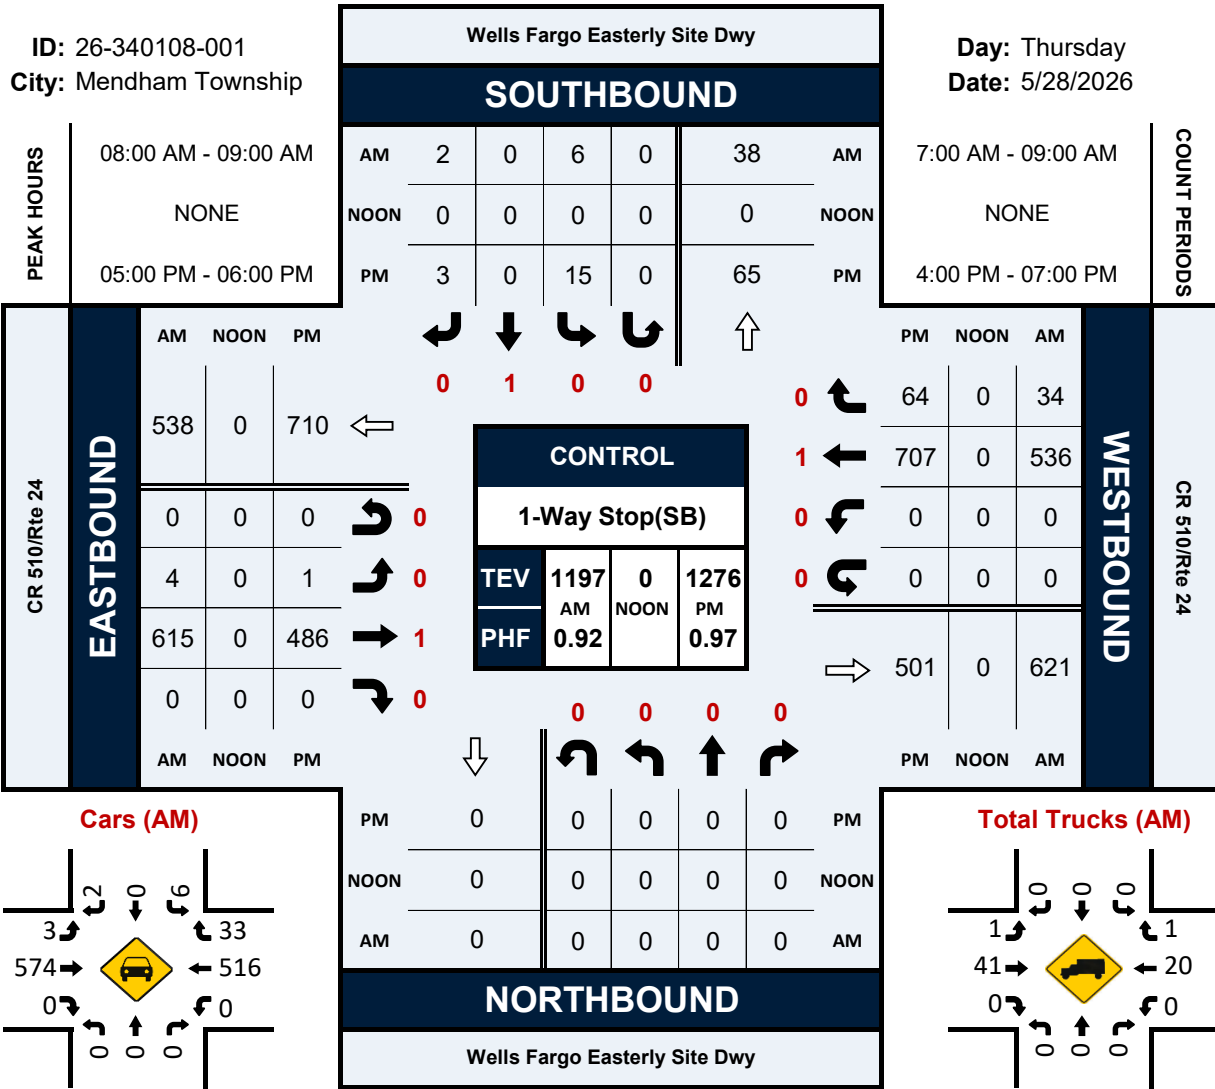 Wells Fargo Easterly Site Dwy
ID: 26-340108-001
City: Mendham Township
Day: Thursday
Date: 5/28/2026
SOUTHBOUND
PEAK HOURS
08:00 AM - 09:00 AM
NONE
05:00 PM - 06:00 PM
AM 2 0 6 0 38 AM
NOON 0 0 0 0 0 NOON
PM 3 0 15 0 65 PM
7:00 AM - 09:00 AM
NONE
4:00 PM - 07:00 PM
COUNT PERIODS
0 1 0 0
CR 510/Rte 24
EASTBOUND
AM NOON PM
538 0 710
0 0 0 0
4 0 1 0
615 0 486 1
0 0 0 0
AM NOON PM
CONTROL
1-Way Stop(SB)
TEV 1197 0 1276
AM NOON PM
PHF 0.92 0.97
PM NOON AM
0 64 0 34
1 707 0 536
0 0 0 0
0 0 0 0
501 0 621
PM NOON AM
WESTBOUND
CR 510/Rte 24
0 0 0 0
PM 0 0 0 0 0 PM
NOON 0 0 0 0 0 NOON
AM 0 0 0 0 0 AM
NORTHBOUND
Wells Fargo Easterly Site Dwy
Cars (AM)
2 0 6
3 33
574 516
0 0
0 0 0
Total Trucks (AM)
0 0 0
1 1
41 20
0 0
0 0 0